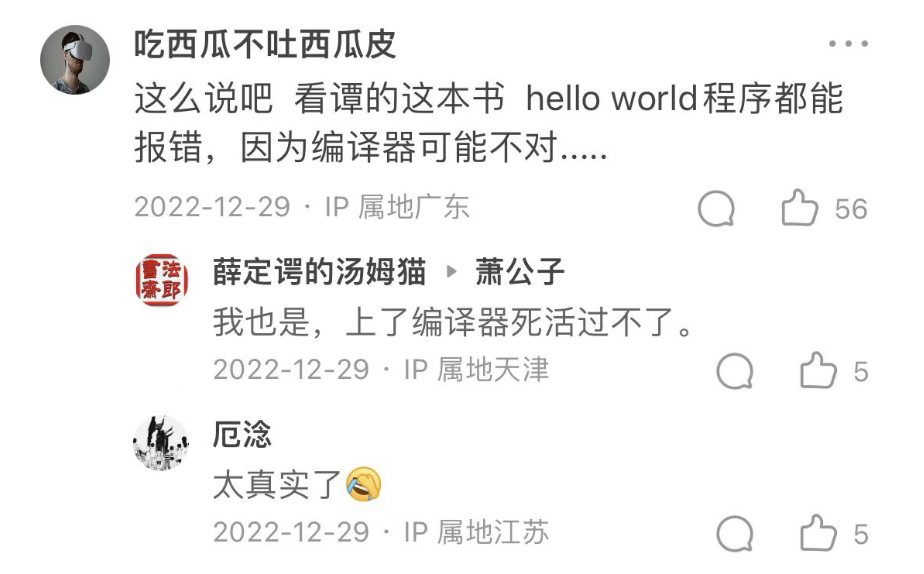 吃西瓜不吐西瓜皮
这么说吧 看谭的这本书 hello world程序都能
报错，因为编译器可能不对.....
2022-12-29 · IP 属地广东
56
書法
齋郎
薛定谔的汤姆猫 ▸ 萧公子
我也是，上了编译器死活过不了。
2022-12-29 · IP 属地天津
5
厄淰
太真实了🤣
2022-12-29 · IP 属地江苏
5